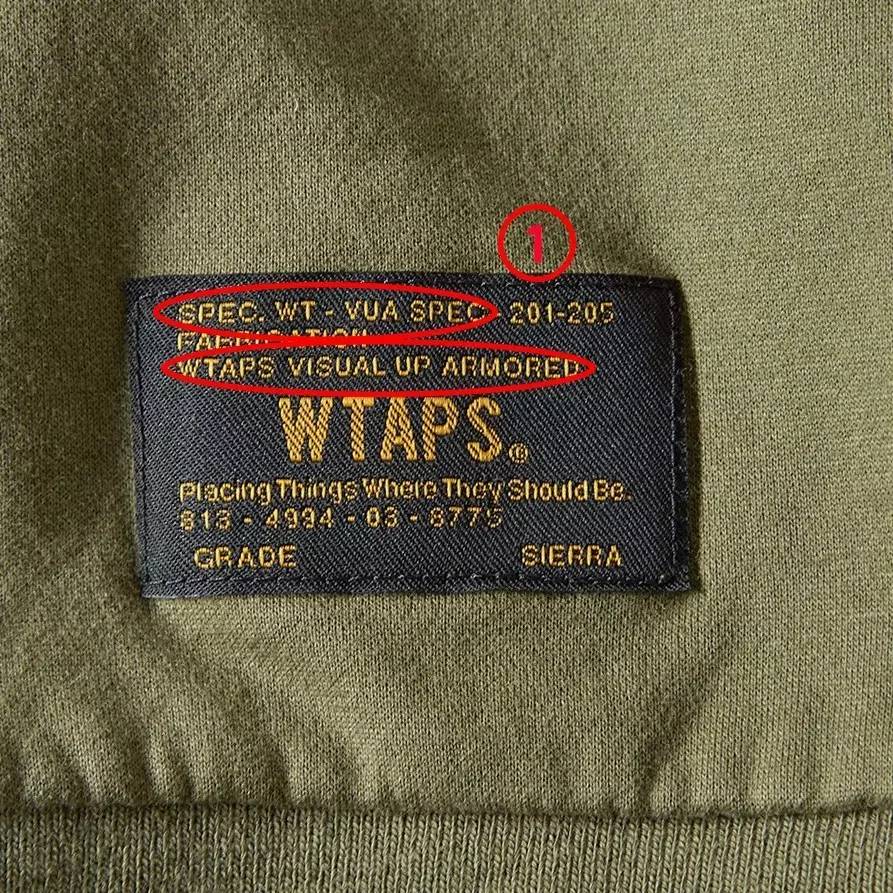 ①
SPEC. WT - VUA SPEC - 201-205
FABRICATION
WTAPS VISUAL UP ARMORED
WTAPS®
Placing Things Where They Should Be.
813 - 4994 - 03 - 8775
GRADE SIERRA